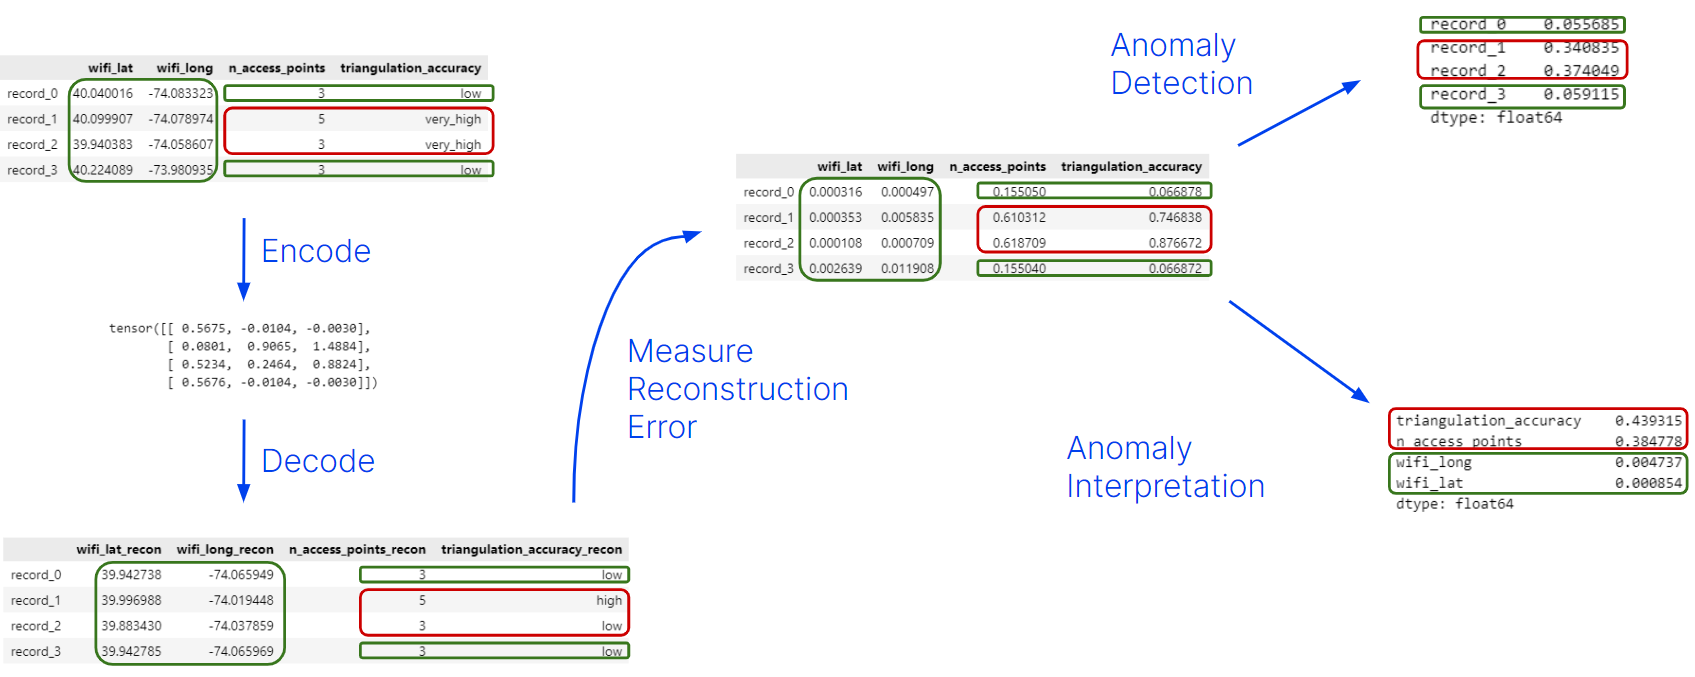 wifi_lat wifi_long n_access_points triangulation_accuracy
record_0 40.040016 -74.083323 3 low
record_1 40.099907 -74.078974 5 very_high
record_2 39.940383 -74.058607 3 very_high
record_3 40.224089 -73.980935 3 low
Encode
tensor([[ 0.5675, -0.0104, -0.0030],
[ 0.0801, 0.9065, 1.4884],
[ 0.5234, 0.2464, 0.8824],
[ 0.5676, -0.0104, -0.0030]])
Decode
wifi_lat_recon wifi_long_recon n_access_points_recon triangulation_accuracy_recon
record_0 39.942738 -74.065949 3 low
record_1 39.996988 -74.019448 5 high
record_2 39.883430 -74.037859 3 low
record_3 39.942785 -74.065969 3 low
Measure
Reconstruction
Error
wifi_lat wifi_long n_access_points triangulation_accuracy
record_0 0.000316 0.000497 0.155050 0.066878
record_1 0.000353 0.005835 0.610312 0.746838
record_2 0.000108 0.000709 0.618709 0.876672
record_3 0.002639 0.011908 0.155040 0.066872
Anomaly
Detection
record_0 0.055685
record_1 0.340835
record_2 0.374049
record_3 0.059115
dtype: float64
Anomaly
Interpretation
triangulation_accuracy 0.439315
n_access_points 0.384778
wifi_long 0.004737
wifi_lat 0.000854
dtype: float64